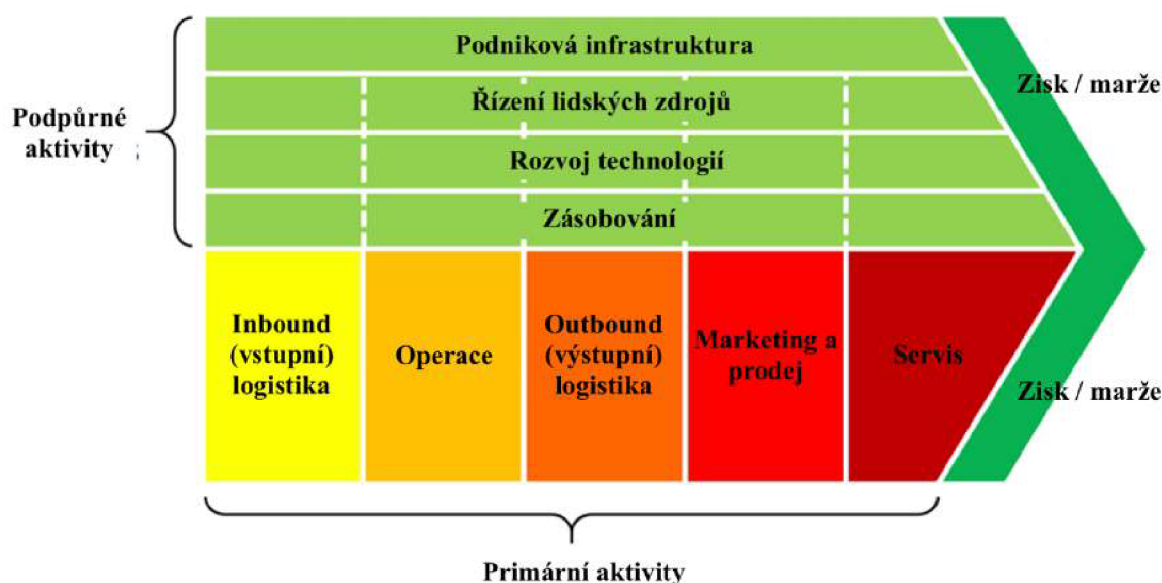 Podniková infrastruktura
Zisk / marže
Řízení lidských zdrojů
Podpůrné
aktivity
Rozvoj technologií
Zásobování
Inbound
(vstupní)
logistika
Operace
Outbound
(výstupní)
logistika
Marketing a
prodej
Servis
Zisk / marže
Primární aktivity